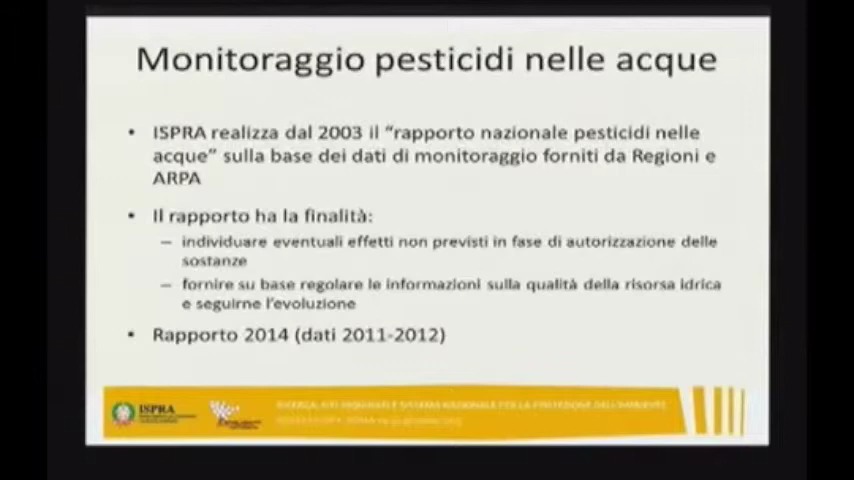 Monitoraggio pesticidi nelle acque
• ISPRA realizza dal 2003 il “rapporto nazionale pesticidi nelle
acque” sulla base dei dati di monitoraggio forniti da Regioni e
ARPA
• Il rapporto ha la finalità:
– individuare eventuali effetti non previsti in fase di autorizzazione delle
sostanze
– fornire su base regolare le informazioni sulla qualità della risorsa idrica
e seguirne l’evoluzione
• Rapporto 2014 (dati 2011-2012)
ISPRA